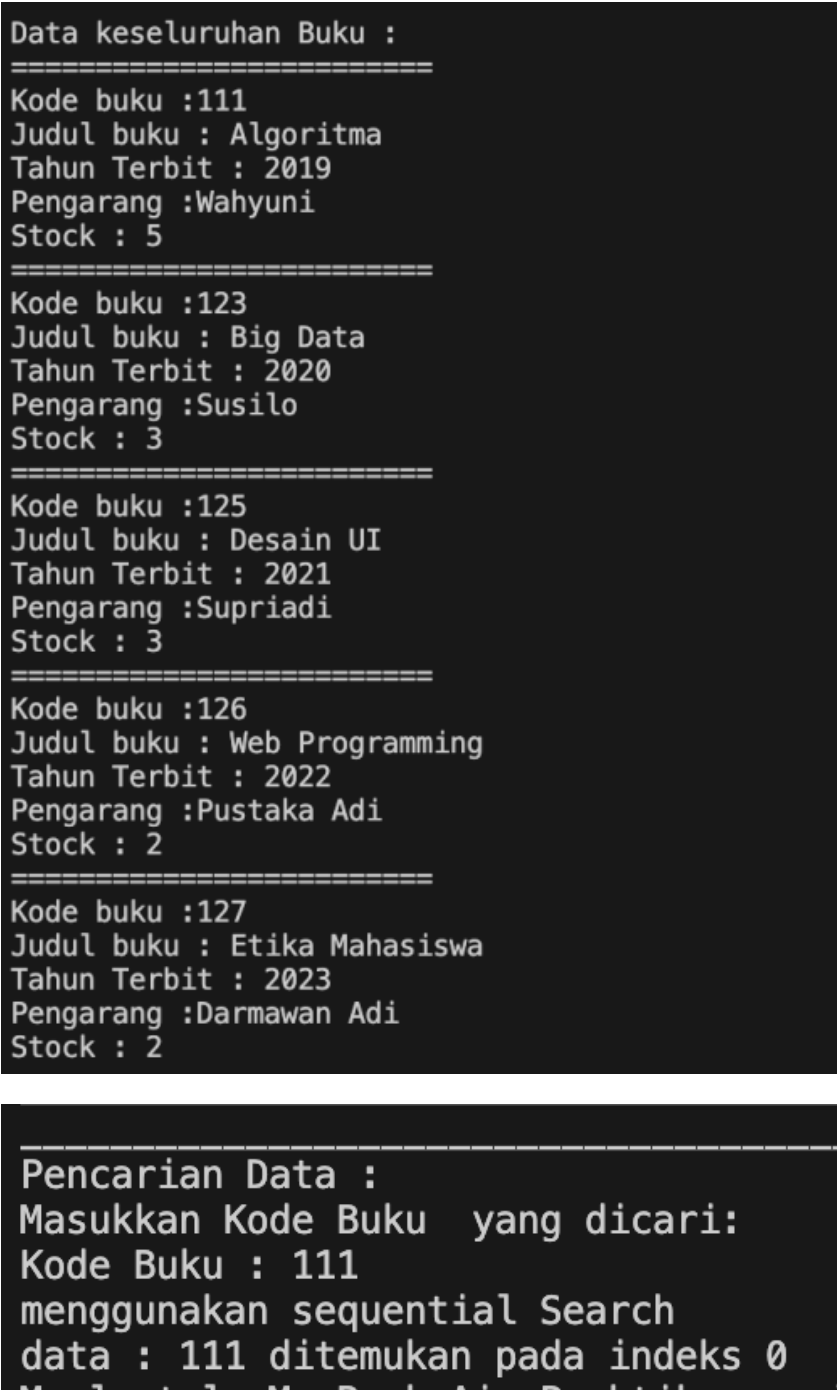 Data keseluruhan Buku :
=========================
Kode buku :111
Judul buku : Algoritma
Tahun Terbit : 2019
Pengarang :Wahyuni
Stock : 5
=========================
Kode buku :123
Judul buku : Big Data
Tahun Terbit : 2020
Pengarang :Susilo
Stock : 3
=========================
Kode buku :125
Judul buku : Desain UI
Tahun Terbit : 2021
Pengarang :Supriadi
Stock : 3
=========================
Kode buku :126
Judul buku : Web Programming
Tahun Terbit : 2022
Pengarang :Pustaka Adi
Stock : 2
=========================
Kode buku :127
Judul buku : Etika Mahasiswa
Tahun Terbit : 2023
Pengarang :Darmawan Adi
Stock : 2
Pencarian Data :
Masukkan Kode Buku  yang dicari:
Kode Buku : 111
menggunakan sequential Search
data : 111 ditemukan pada indeks 0